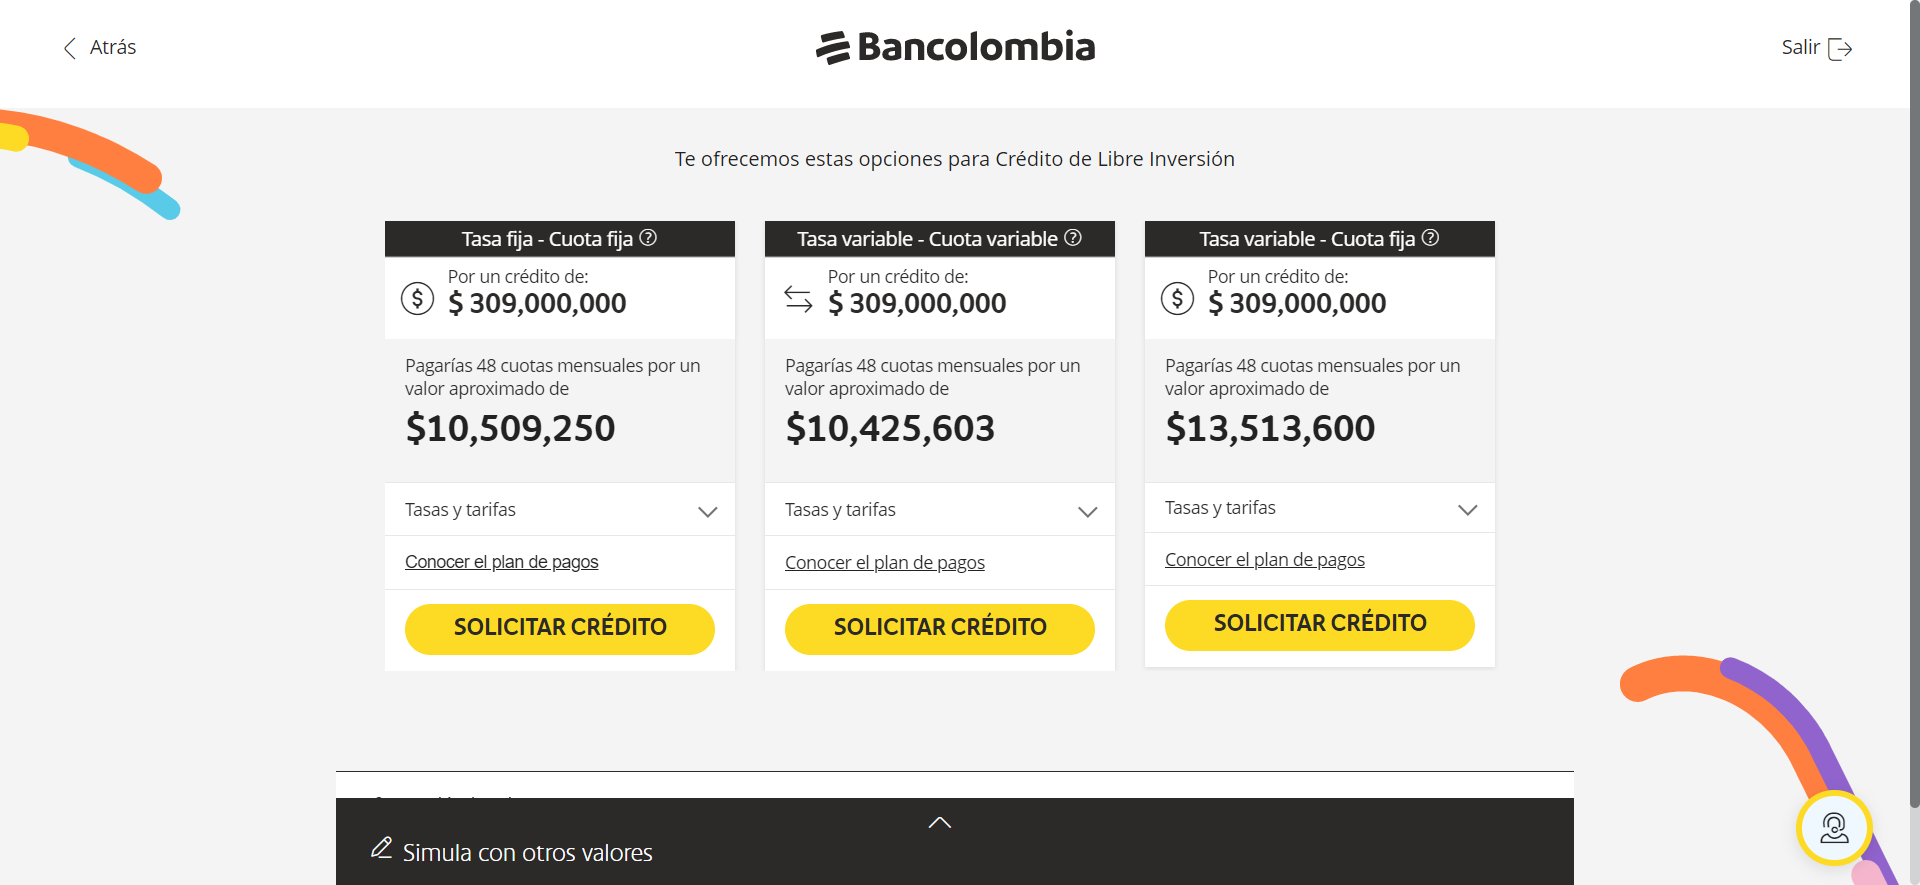 Atrás
Bancolombia
Salir
Te ofrecemos estas opciones para Crédito de Libre Inversión
Tasa fija - Cuota fija
Por un crédito de:
$ 309,000,000
Pagarías 48 cuotas mensuales por un
valor aproximado de
$10,509,250
Tasas y tarifas
Conocer el plan de pagos
SOLICITAR CRÉDITO
Tasa variable - Cuota variable
Por un crédito de:
$ 309,000,000
Pagarías 48 cuotas mensuales por un
valor aproximado de
$10,425,603
Tasas y tarifas
Conocer el plan de pagos
SOLICITAR CRÉDITO
Tasa variable - Cuota fija
Por un crédito de:
$ 309,000,000
Pagarías 48 cuotas mensuales por un
valor aproximado de
$13,513,600
Tasas y tarifas
Conocer el plan de pagos
SOLICITAR CRÉDITO
Simula con otros valores